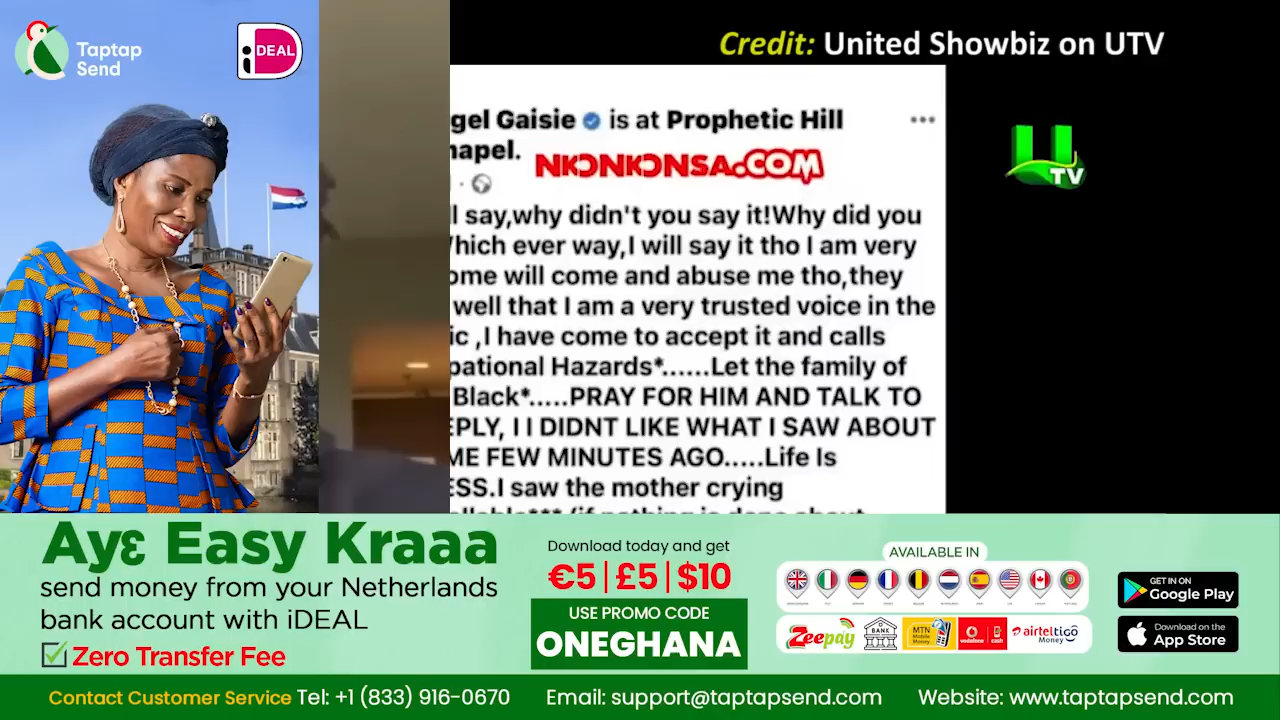 Taptap
Send
iDEAL
Credit: United Showbiz on UTV
gel Gaisie is at Prophetic Hill
hapel.
NKONKONSA.COM
U
TV
I say,why didn't you say it!Why did you
hich ever way,I will say it tho I am very
ome will come and abuse me tho,they
well that I am a very trusted voice in the
ic ,I have come to accept it and calls
pational Hazards*......Let the family of
Black*.....PRAY FOR HIM AND TALK TO
EPLY, I I DIDNT LIKE WHAT I SAW ABOUT
ME FEW MINUTES AGO.....Life Is
ESS.I saw the mother crying
Ayɛ Easy Kraaa
send money from your Netherlands
bank account with iDEAL
Zero Transfer Fee
Download today and get
€5 | £5 | $10
USE PROMO CODE
ONEGHANA
AVAILABLE IN
Zeepay
BANK
MTN
Mobile
Money
vodafone
cash
airteltigo
Money
GET IN ON
Google Play
Download on the
App Store
Contact Customer Service Tel: +1 (833) 916-0670
Email: support@taptapsend.com
Website: www.taptapsend.com